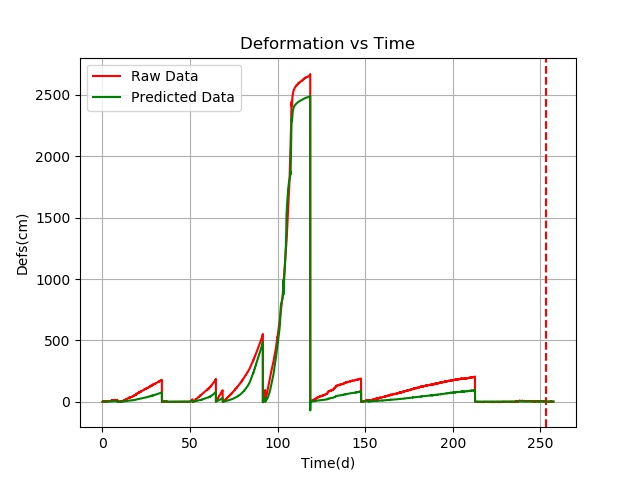 Deformation vs Time
Raw Data
Predicted Data
2500
2000
1500
1000
500
0
Defs(cm)
0 50 100 150 200 250
Time(d)